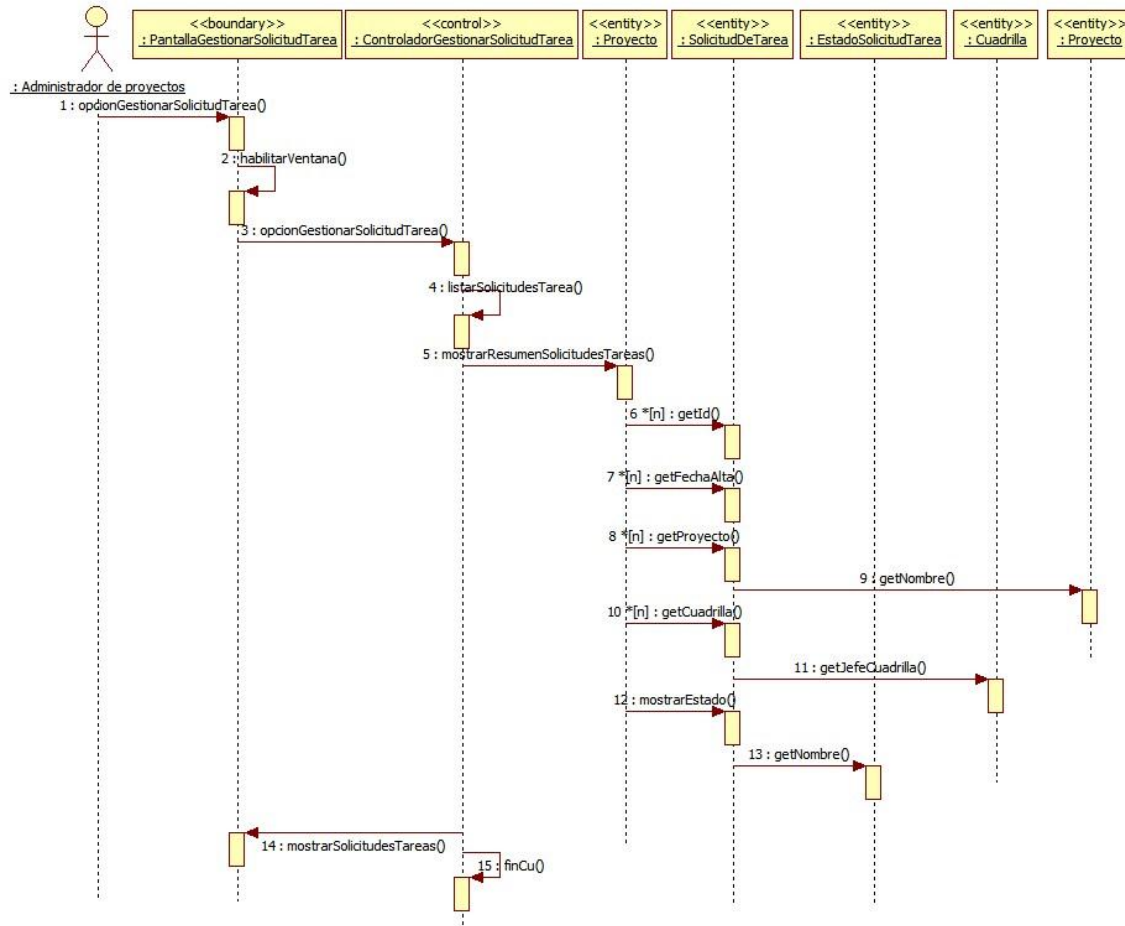 <<boundary>>
: PantallaGestionarSolicitudTarea
<<control>>
: ControladorGestionarSolicitudTarea
<<entity>>
: Proyecto
<<entity>>
: SolicitudDeTarea
<<entity>>
: EstadoSolicitudTarea
<<entity>>
: Cuadrilla
<<entity>>
: Proyecto
: Administrador de proyectos
1 : opcionGestionarSolicitudTarea()
2 : habilitarVentana()
3 : opcionGestionarSolicitudTarea()
4 : listarSolicitudesTarea()
5 : mostrarResumenSolicitudesTareas()
6 *[n] : getId()
7 *[n] : getFechaAlta()
8 *[n] : getProyecto()
9 : getNombre()
10 *[n] : getCuadrilla()
11 : getJefeCuadrilla()
12 : mostrarEstado()
13 : getNombre()
14 : mostrarSolicitudesTareas()
15 : finCu()